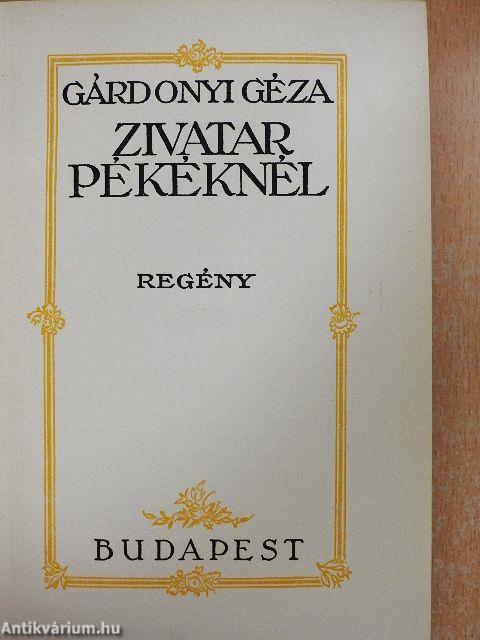 GÁRDONYI GÉZA
ZIVATAR
PÉKÉKNÉL
REGÉNY
BUDAPEST
Antikvárium.hu